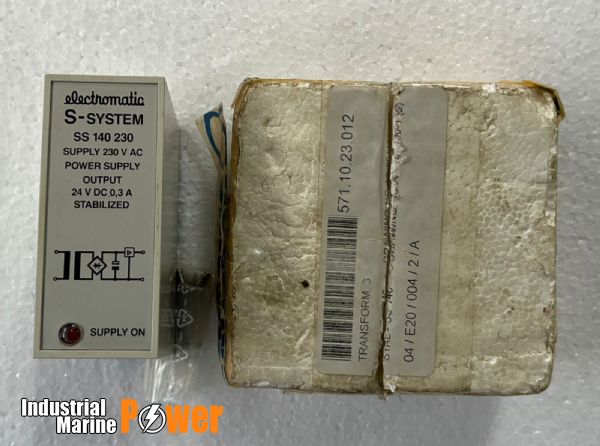 electromatic
S-SYSTEM
SS 140 230
SUPPLY 230 V AC
POWER SUPPLY
OUTPUT
24 V DC 0,3 A
STABILIZED
SUPPLY ON
571.10.23.012
TRANSFORM. 3
04 / E20 / 004 / 2 / A
Industrial
Marine
Power